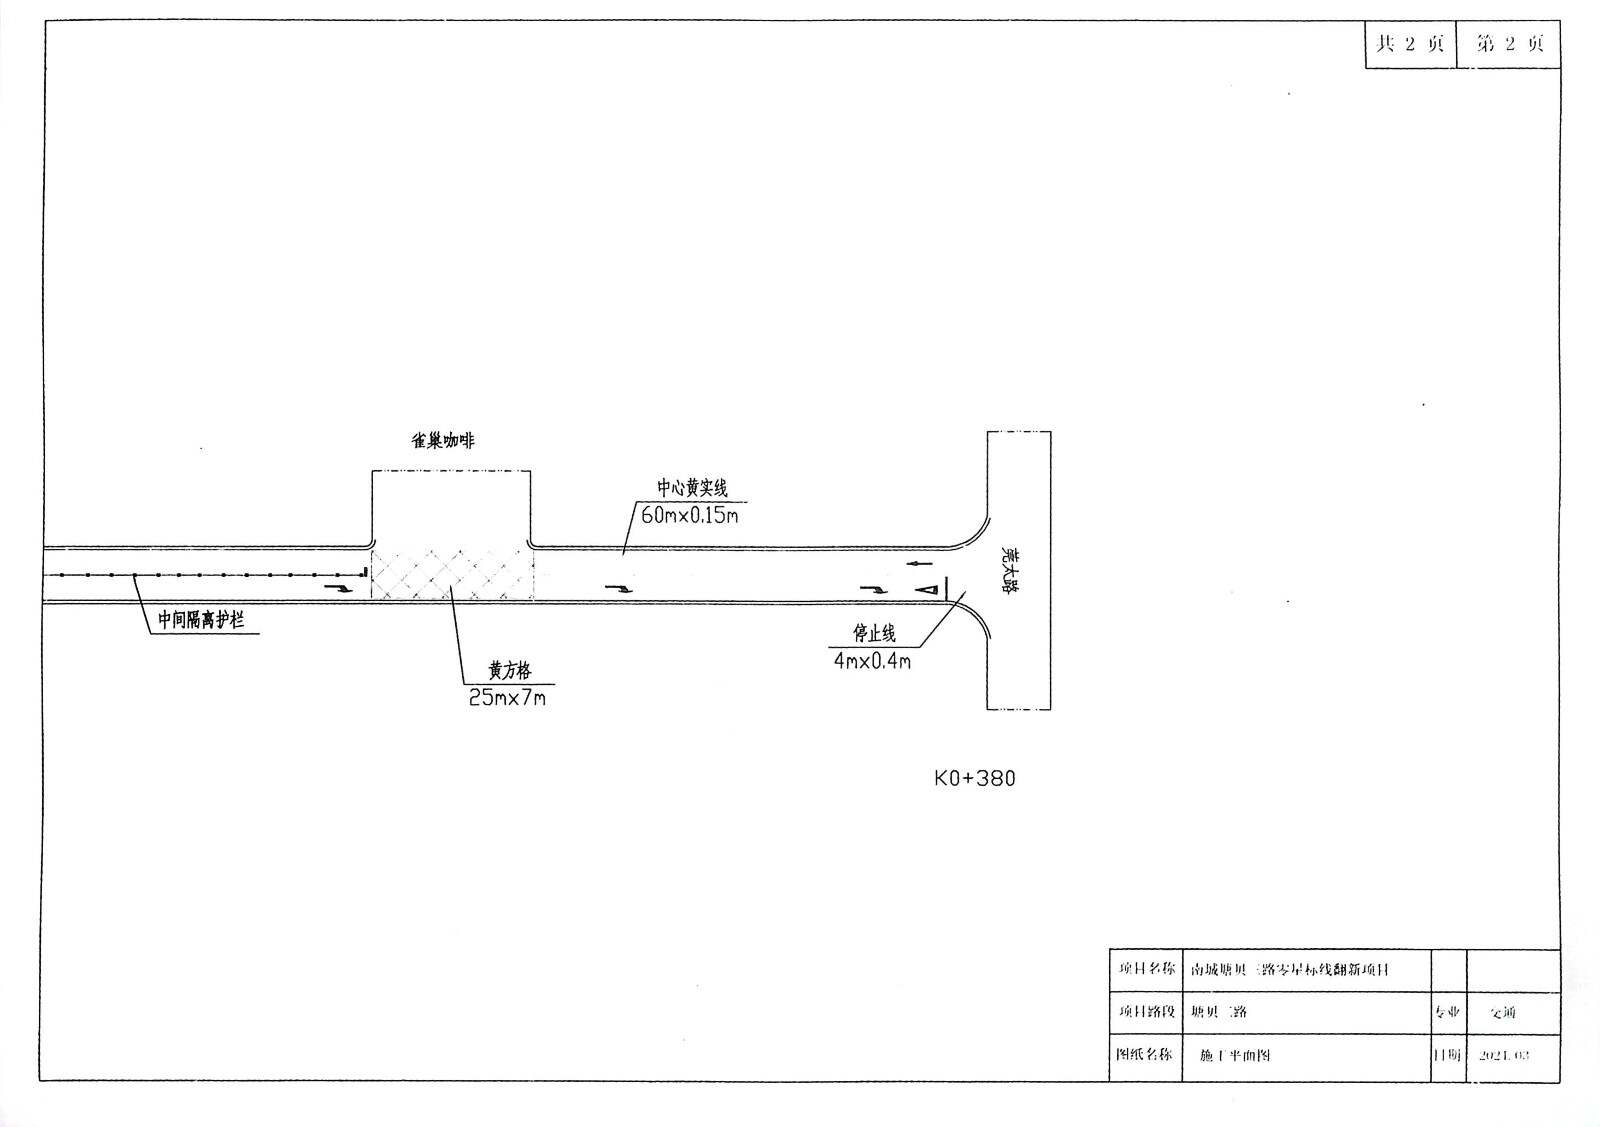 共 2 页 第 2 页
雀巢咖啡
中心黄实线
60m×0.15m
莞太路
中间隔离护栏
停止线
4m×0.4m
黄方格
25m×7m
K0+380
项目名称 南城塘贝三路零星标线翻新项目
项目路段 塘贝三路 专业 交通
图纸名称 施工平面图 日期 2021.03